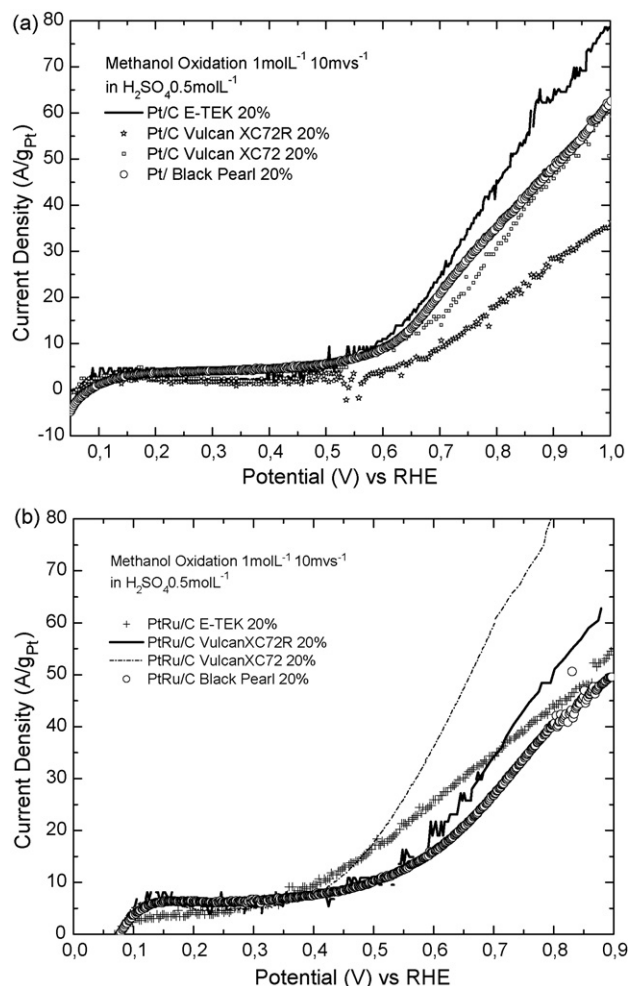 (a)
80
70
60
50
40
30
20
10
0
-10
Current Density (A/gPt)
Methanol Oxidation 1molL⁻¹ 10mvs⁻¹
in H₂SO₄0.5molL⁻¹
Pt/C E-TEK 20%
Pt/C Vulcan XC72R 20%
Pt/C Vulcan XC72 20%
Pt/ Black Pearl 20%
0,1 0,2 0,3 0,4 0,5 0,6 0,7 0,8 0,9 1,0
Potential (V) vs RHE
(b)
80
70
60
50
40
30
20
10
0
Current Density (A/gPt)
Methanol Oxidation 1molL⁻¹ 10mvs⁻¹
in H₂SO₄0.5molL⁻¹
PtRu/C E-TEK 20%
PtRu/C VulcanXC72R 20%
PtRu/C VulcanXC72 20%
PtRu/C Black Pearl 20%
0,0 0,1 0,2 0,3 0,4 0,5 0,6 0,7 0,8 0,9
Potential (V) vs RHE